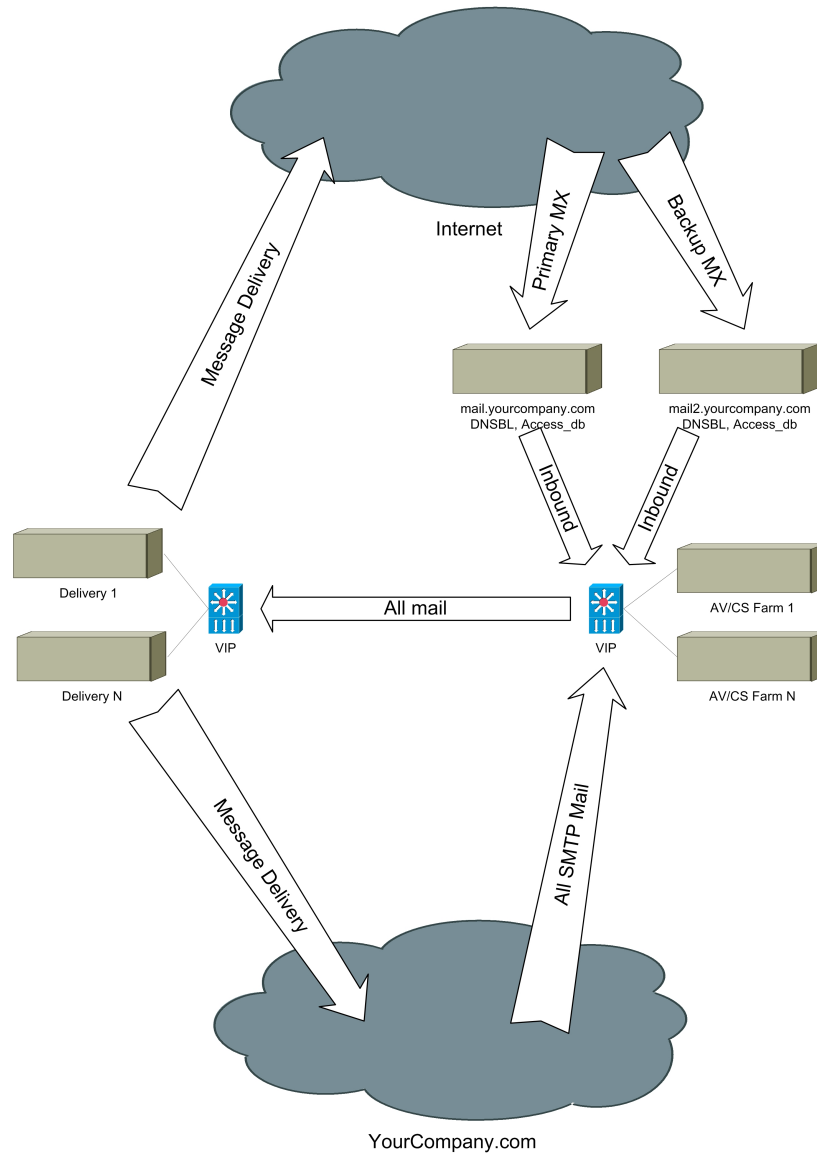 Internet
Primary MX
Backup MX
Message Delivery
mail.yourcompany.com
DNSBL, Access_db
mail2.yourcompany.com
DNSBL, Access_db
Inbound
Inbound
Delivery 1
All mail
AV/CS Farm 1
VIP
VIP
Delivery N
AV/CS Farm N
Message Delivery
All SMTP Mail
YourCompany.com